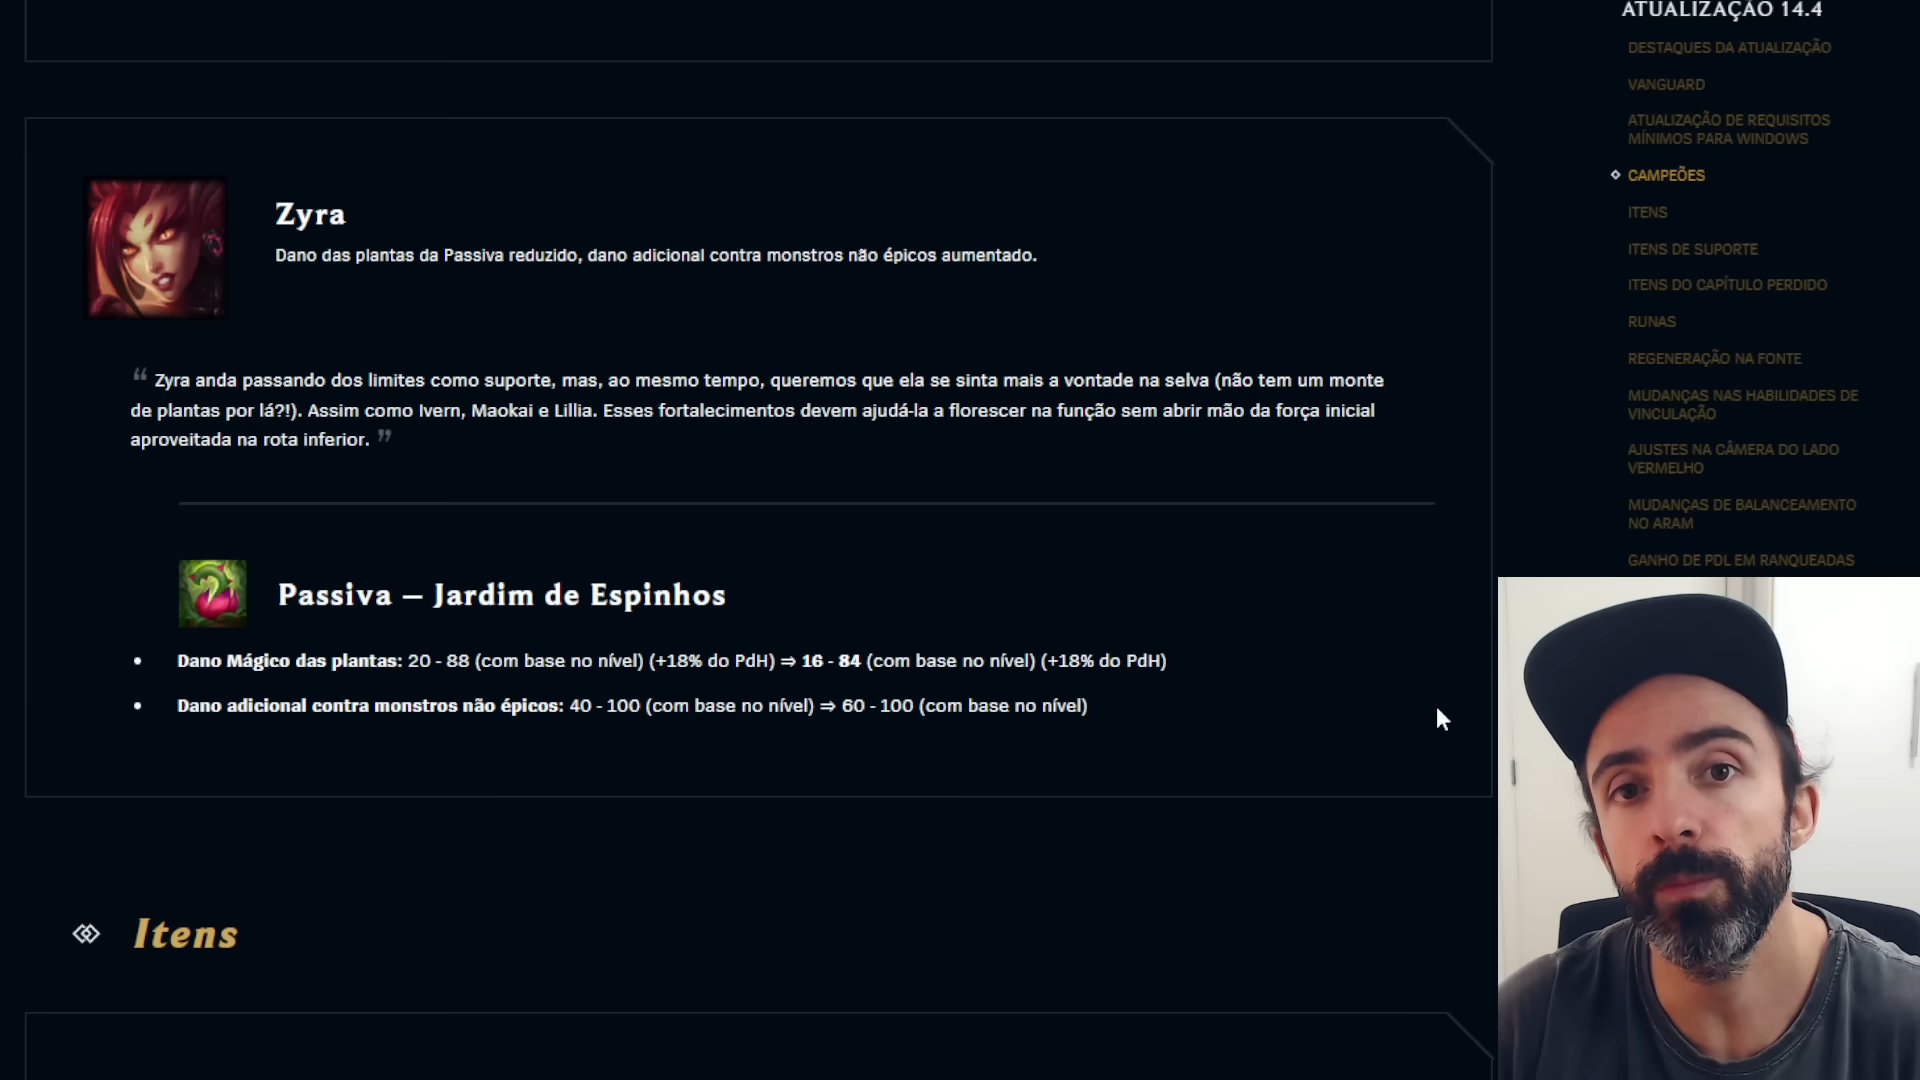 ATUALIZAÇÃO 14.4
DESTAQUES DA ATUALIZAÇÃO
VANGUARD
ATUALIZAÇÃO DE REQUISITOS
MÍNIMOS PARA WINDOWS
CAMPEÕES
ITENS
ITENS DE SUPORTE
ITENS DO CAPÍTULO PERDIDO
RUNAS
REGENERAÇÃO NA FONTE
MUDANÇAS NAS HABILIDADES DE
VINCULAÇÃO
AJUSTES NA CÂMERA DO LADO
VERMELHO
MUDANÇAS DE BALANCEAMENTO
NO ARAM
GANHO DE PDL EM RANQUEADAS
Zyra
Dano das plantas da Passiva reduzido, dano adicional contra monstros não épicos aumentado.
“ Zyra anda passando dos limites como suporte, mas, ao mesmo tempo, queremos que ela se sinta mais a vontade na selva (não tem um monte
de plantas por lá?!). Assim como Ivern, Maokai e Lillia. Esses fortalecimentos devem ajudá-la a florescer na função sem abrir mão da força inicial
aproveitada na rota inferior. ”
Passiva – Jardim de Espinhos
• Dano Mágico das plantas: 20 - 88 (com base no nível) (+18% do PdH) ⇒ 16 - 84 (com base no nível) (+18% do PdH)
• Dano adicional contra monstros não épicos: 40 - 100 (com base no nível) ⇒ 60 - 100 (com base no nível)
Itens